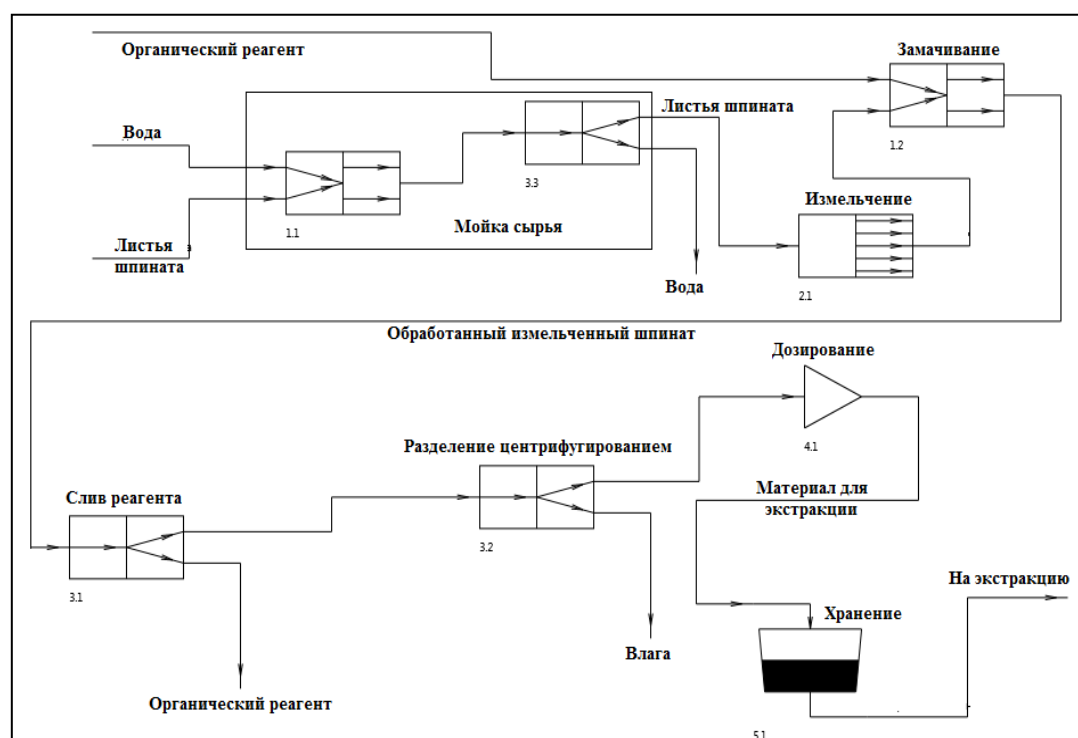 Органический реагент
Замачивание
Вода
Листья шпината
1.2
3.3
1.1
Мойка сырья
Измельчение
Листья
шпината
Вода
2.1
Обработанный измельченный шпинат
Дозирование
4.1
Разделение центрифугированием
Слив реагента
Материал для
экстракции
3.2
На экстракцию
3.1
Хранение
Влага
Органический реагент
5.1